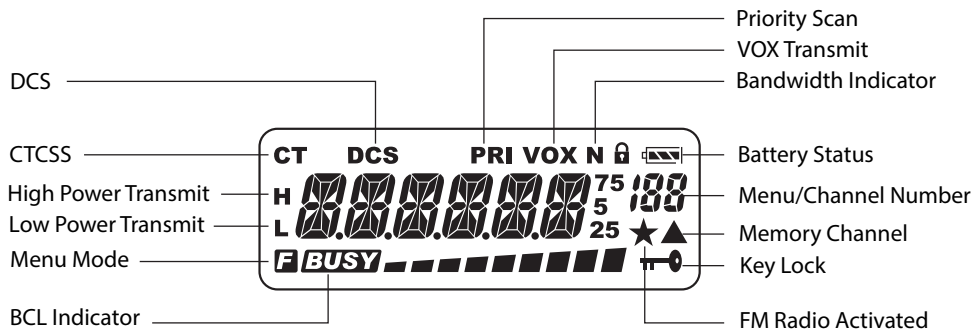 Priority Scan
VOX Transmit
DCS
Bandwidth Indicator
CTCSS
CT DCS PRI VOX N
Battery Status
High Power Transmit
H
75
188
Menu/Channel Number
Low Power Transmit
L
5
25
Memory Channel
Menu Mode
F BUSY
Key Lock
BCL Indicator
FM Radio Activated